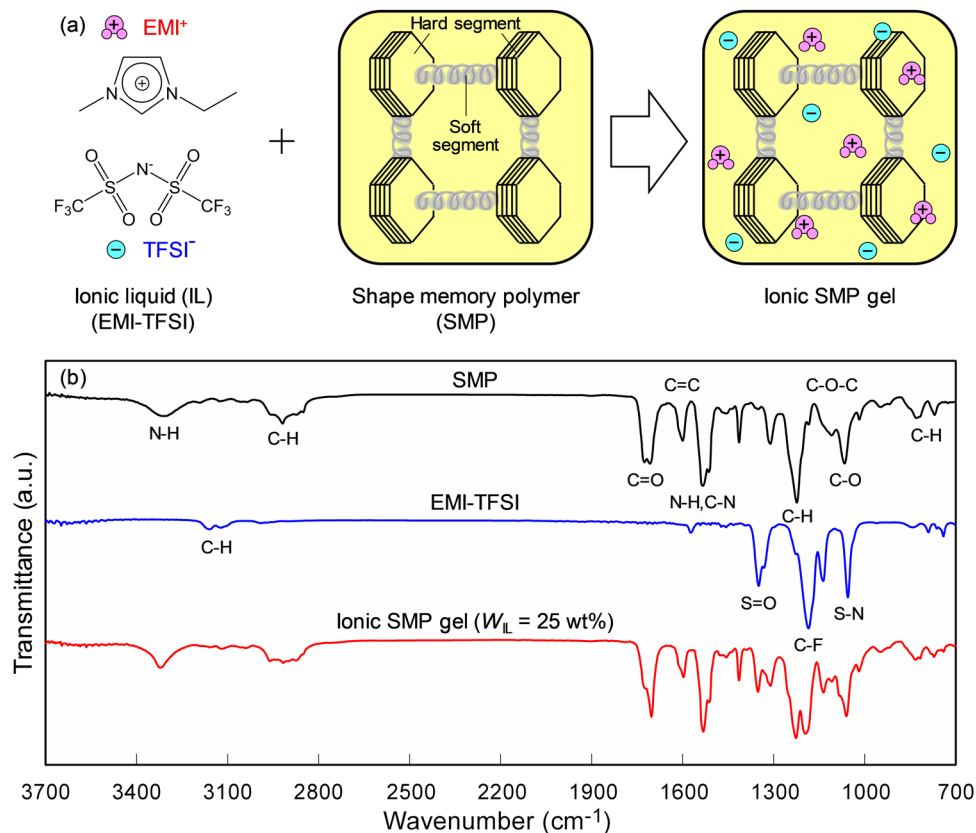 (a)
EMI⁺
N
N
O
O
N⁻
S
S
F₃C
O
O
CF₃
TFSI⁻
Ionic liquid (IL)
(EMI-TFSI)
+
Hard segment
Soft
segment
Shape memory polymer
(SMP)
Ionic SMP gel
(b)
SMP
N-H
C-H
C=O
C=C
N-H,C-N
C-H
C-O-C
C-O
C-H
EMI-TFSI
C-H
S=O
C-F
S-N
Ionic SMP gel (W_IL = 25 wt%)
Transmittance (a.u.)
3700 3400 3100 2800 2500 2200 1900 1600 1300 1000 700
Wavenumber (cm⁻¹)